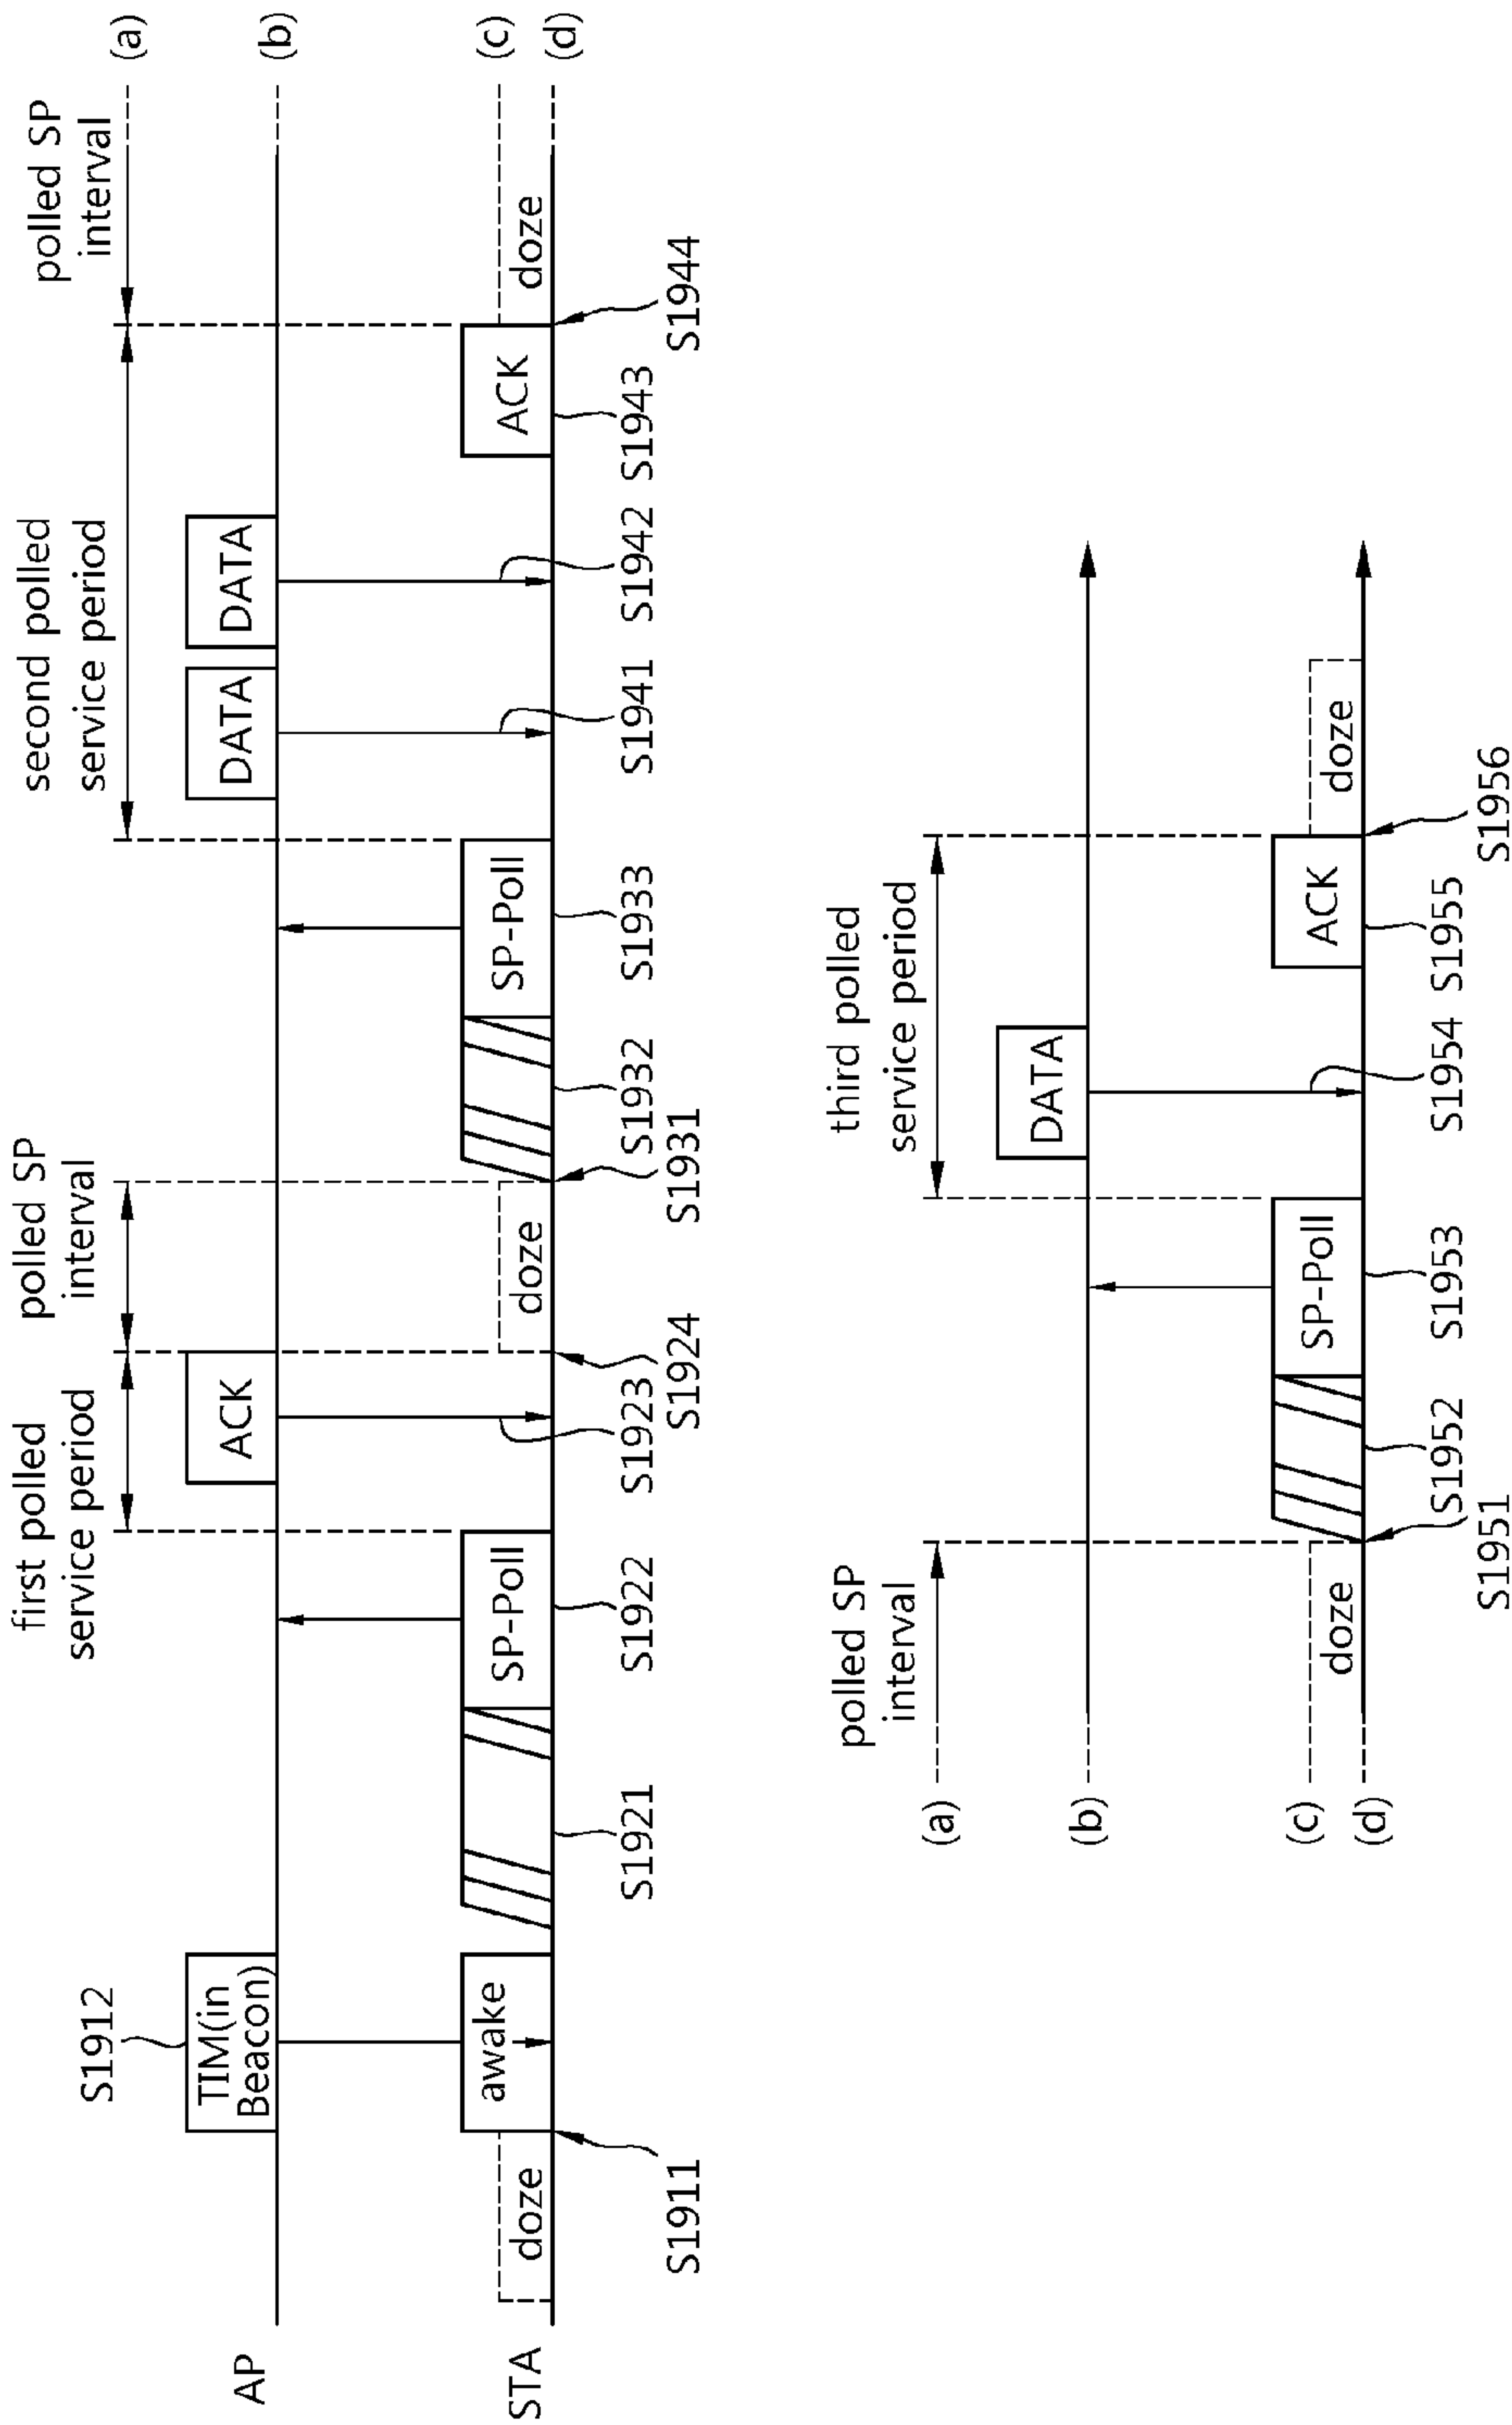 first polled
service period
polled SP
interval
second polled
service period
polled SP
interval
(a)
S1912
AP
TIM(in
Beacon)
ACK
DATA
DATA
(b)
STA
doze
awake
SP-Poll
doze
SP-Poll
ACK
doze
(c)
(d)
S1911
S1921
S1922
S1923
S1924
S1931
S1932
S1933
S1941
S1942
S1943
S1944
polled SP
interval
third polled
service period
(a)
(b)
DATA
(c)
(d)
doze
SP-Poll
ACK
doze
S1951
S1952
S1953
S1954
S1955
S1956